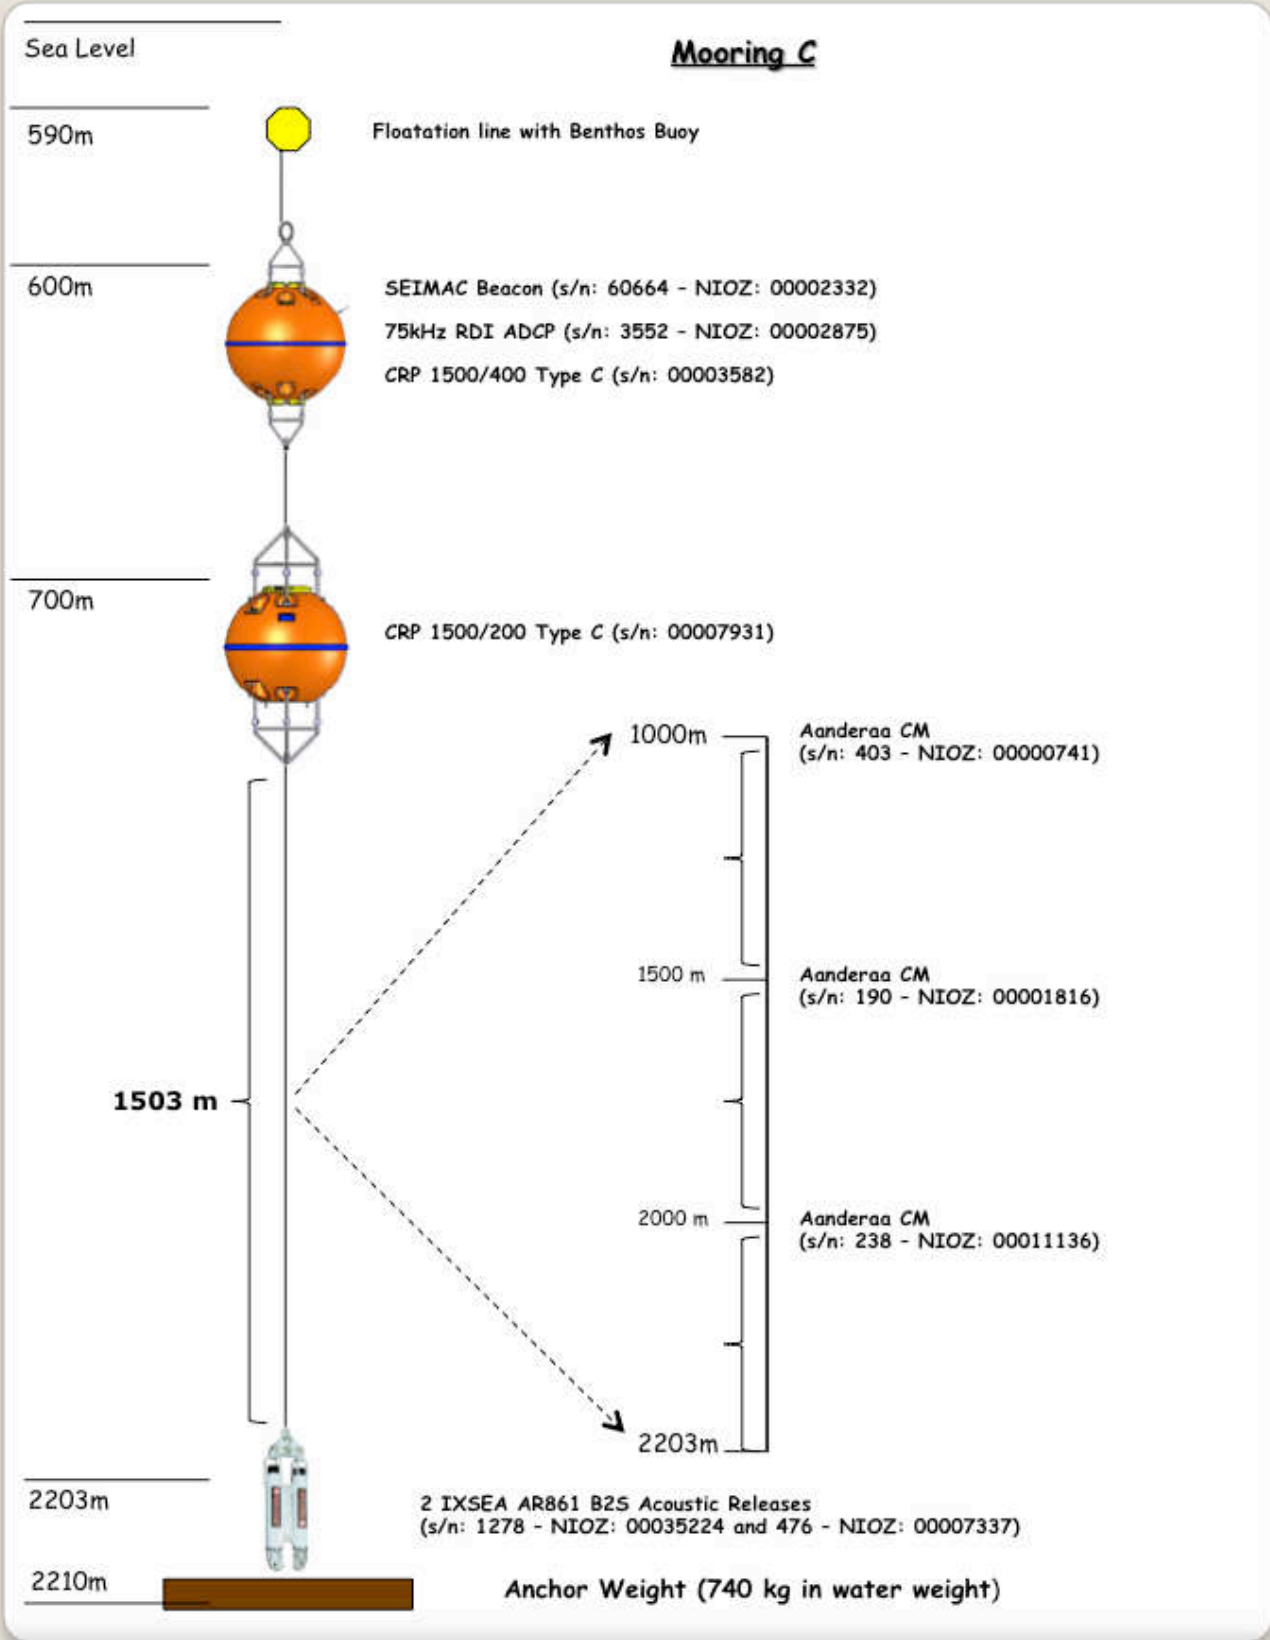 Sea Level
Mooring C
590m
Floatation line with Benthos Buoy
600m
SEIMAC Beacon (s/n: 60664 - NIOZ: 00002332)
75kHz RDI ADCP (s/n: 3552 - NIOZ: 00002875)
CRP 1500/400 Type C (s/n: 00003582)
700m
CRP 1500/200 Type C (s/n: 00007931)
1000m
Aanderaa CM
(s/n: 403 - NIOZ: 00000741)
1500 m
Aanderaa CM
(s/n: 190 - NIOZ: 00001816)
1503 m
2000 m
Aanderaa CM
(s/n: 238 - NIOZ: 00011136)
2203m
2203m
2 IXSEA AR861 B2S Acoustic Releases
(s/n: 1278 - NIOZ: 00035224 and 476 - NIOZ: 00007337)
2210m
Anchor Weight (740 kg in water weight)